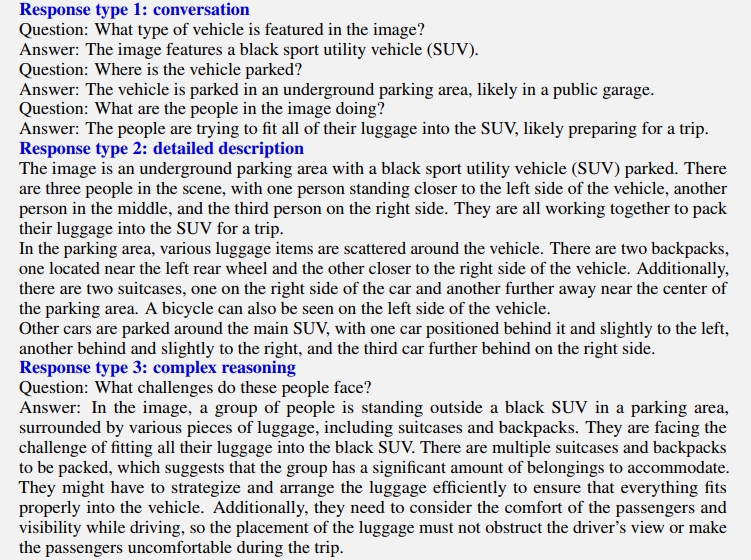 Response type 1: conversation
Question: What type of vehicle is featured in the image?
Answer: The image features a black sport utility vehicle (SUV).
Question: Where is the vehicle parked?
Answer: The vehicle is parked in an underground parking area, likely in a public garage.
Question: What are the people in the image doing?
Answer: The people are trying to fit all of their luggage into the SUV, likely preparing for a trip.
Response type 2: detailed description
The image is an underground parking area with a black sport utility vehicle (SUV) parked. There
are three people in the scene, with one person standing closer to the left side of the vehicle, another
person in the middle, and the third person on the right side. They are all working together to pack
their luggage into the SUV for a trip.
In the parking area, various luggage items are scattered around the vehicle. There are two backpacks,
one located near the left rear wheel and the other closer to the right side of the vehicle. Additionally,
there are two suitcases, one on the right side of the car and another further away near the center of
the parking area. A bicycle can also be seen on the left side of the vehicle.
Other cars are parked around the main SUV, with one car positioned behind it and slightly to the left,
another behind and slightly to the right, and the third car further behind on the right side.
Response type 3: complex reasoning
Question: What challenges do these people face?
Answer: In the image, a group of people is standing outside a black SUV in a parking area,
surrounded by various pieces of luggage, including suitcases and backpacks. They are facing the
challenge of fitting all their luggage into the black SUV. There are multiple suitcases and backpacks
to be packed, which suggests that the group has a significant amount of belongings to accommodate.
They might have to strategize and arrange the luggage efficiently to ensure that everything fits
properly into the vehicle. Additionally, they need to consider the comfort of the passengers and
visibility while driving, so the placement of the luggage must not obstruct the driver's view or make
the passengers uncomfortable during the trip.